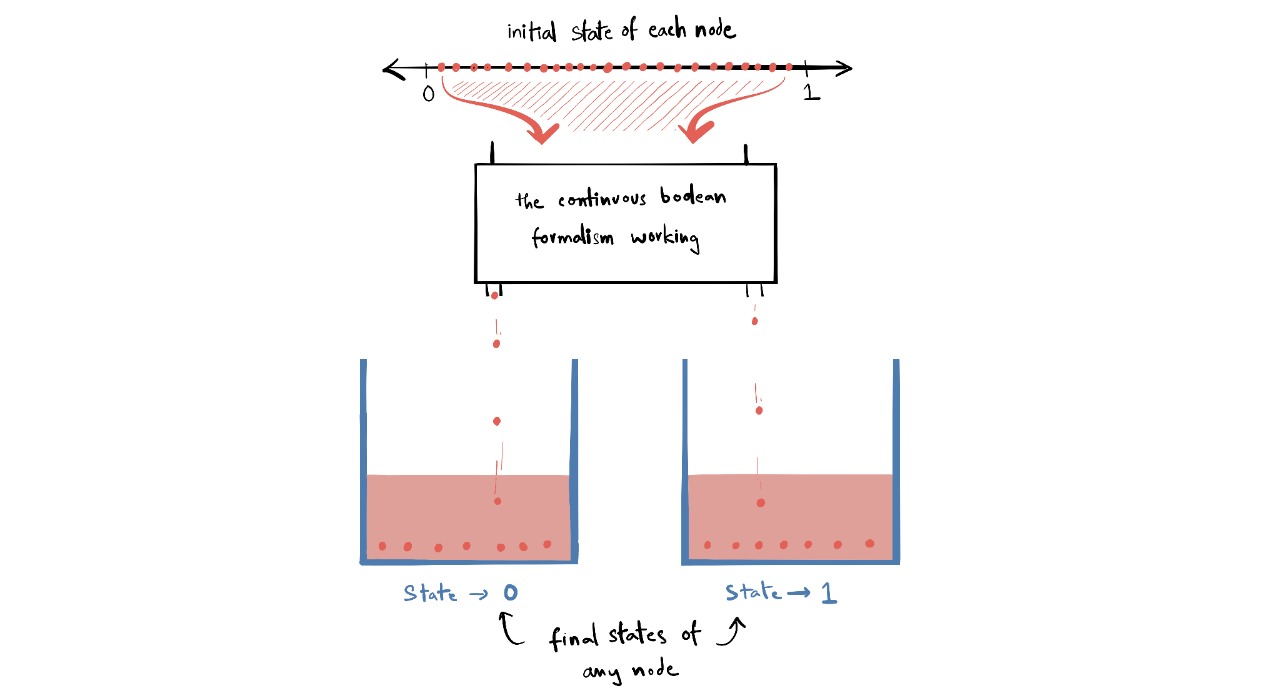 initial state of each node
0
1
the continuous boolean
formalism working
State → 0
State → 1
final states of
any node